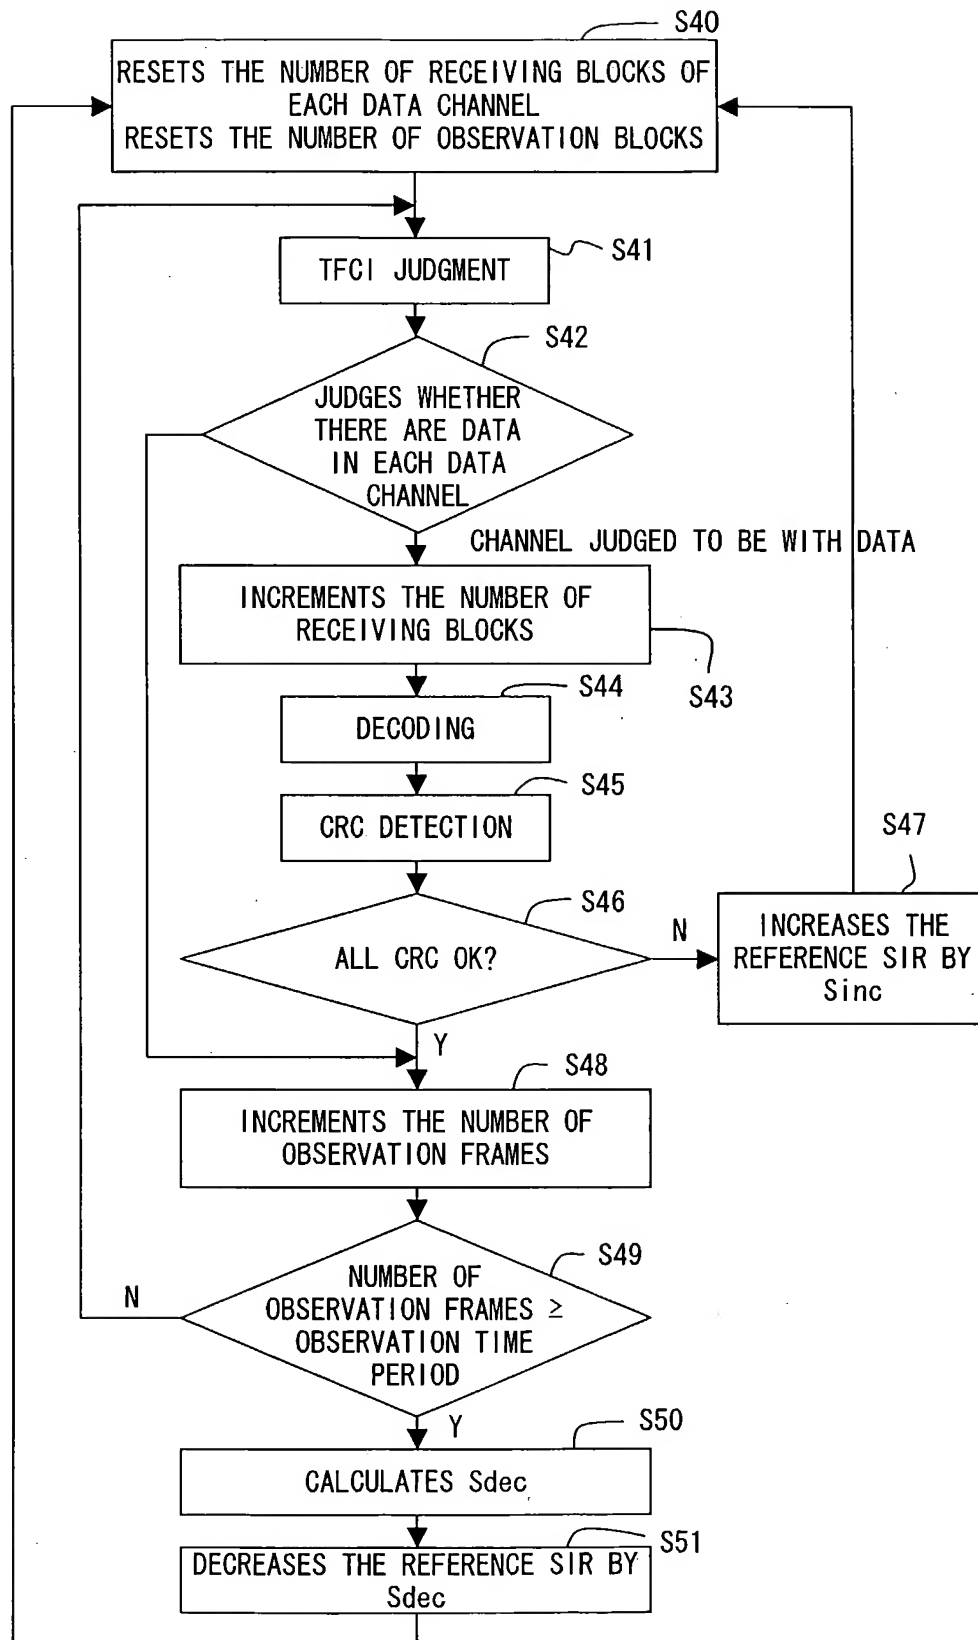 S40
RESETS THE NUMBER OF RECEIVING BLOCKS OF
EACH DATA CHANNEL
RESETS THE NUMBER OF OBSERVATION BLOCKS
S41
TFCI JUDGMENT
S42
JUDGES WHETHER
THERE ARE DATA
IN EACH DATA
CHANNEL
CHANNEL JUDGED TO BE WITH DATA
INCREMENTS THE NUMBER OF
RECEIVING BLOCKS
S43
S44
DECODING
S45
CRC DETECTION
S46
ALL CRC OK?
N
S47
INCREASES THE
REFERENCE SIR BY
Sinc
Y
S48
INCREMENTS THE NUMBER OF
OBSERVATION FRAMES
S49
NUMBER OF
OBSERVATION FRAMES ≥
OBSERVATION TIME
PERIOD
N
Y
S50
CALCULATES Sdec
S51
DECREASES THE REFERENCE SIR BY
Sdec